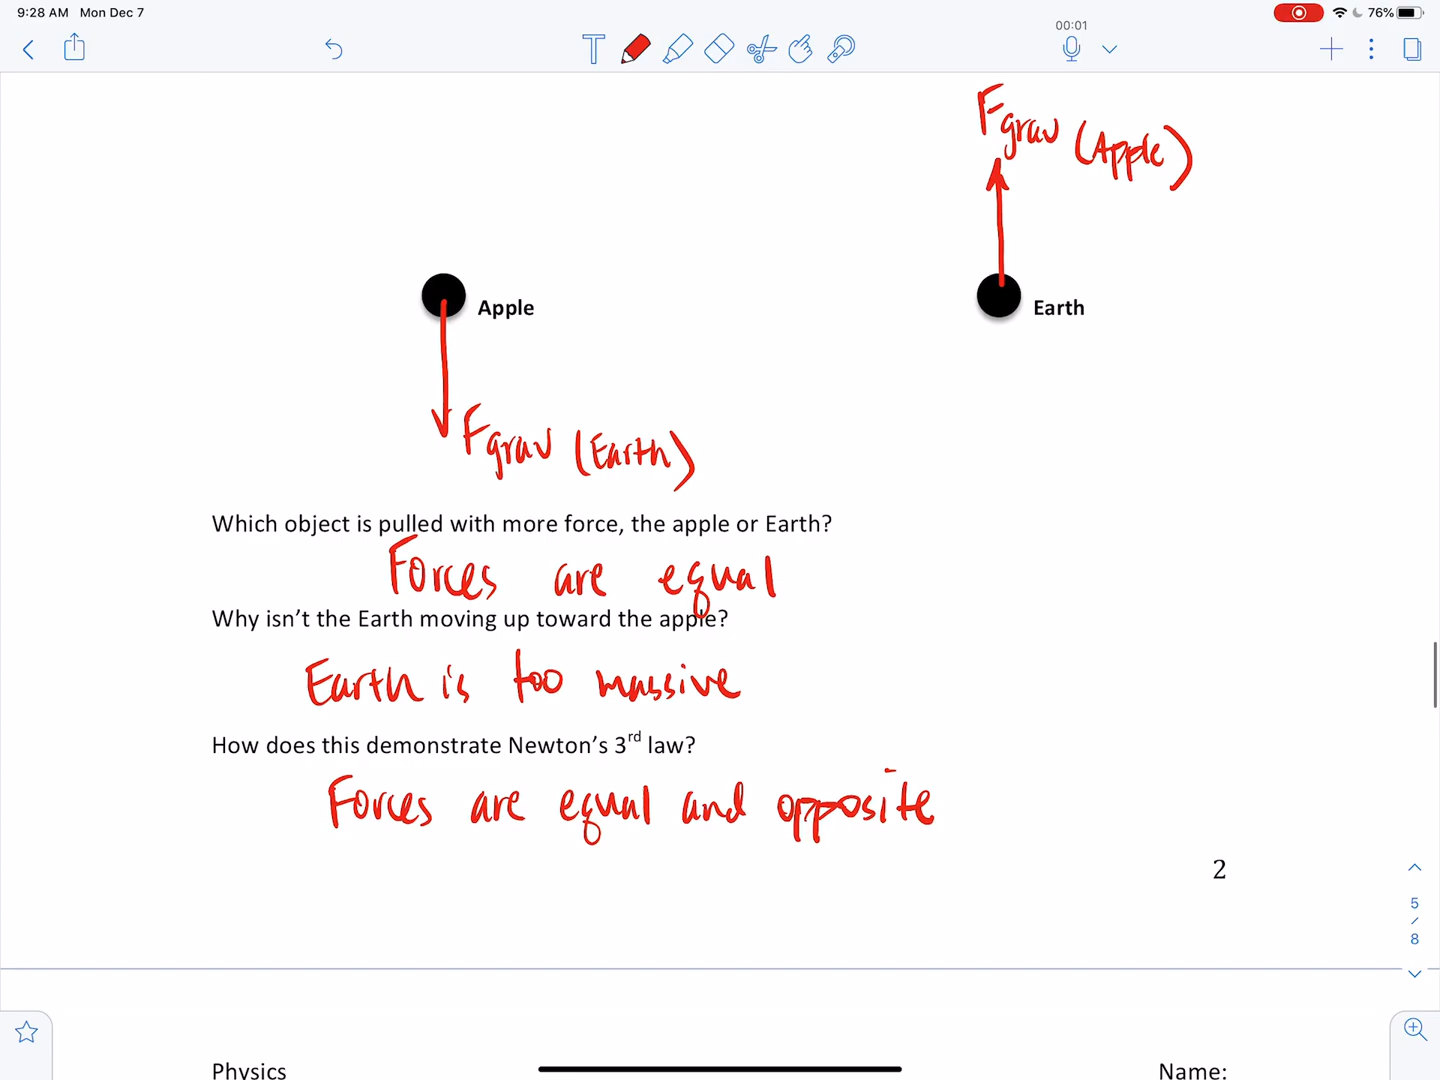 9:28 AM Mon Dec 7
76%
00:01
T
Fgrav (Apple)
Apple
Earth
Fgrav (Earth)
Which object is pulled with more force, the apple or Earth?
Forces are equal
Why isn't the Earth moving up toward the apple?
Earth is too massive
How does this demonstrate Newton's 3rd law?
Forces are equal and opposite
2
5
/
8
Physics Name: